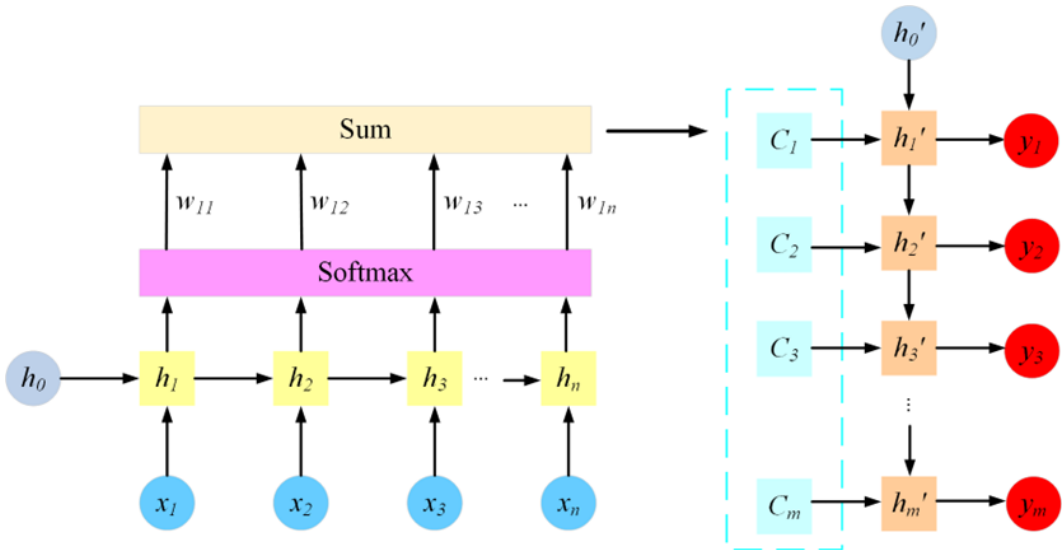 h0'
Sum
C1 h1' y1
w11 w12 w13 ... w1n
C2 h2' y2
Softmax
C3 h3' y3
h0 h1 h2 h3 ... hn
...
x1 x2 x3 xn
Cm hm' ym